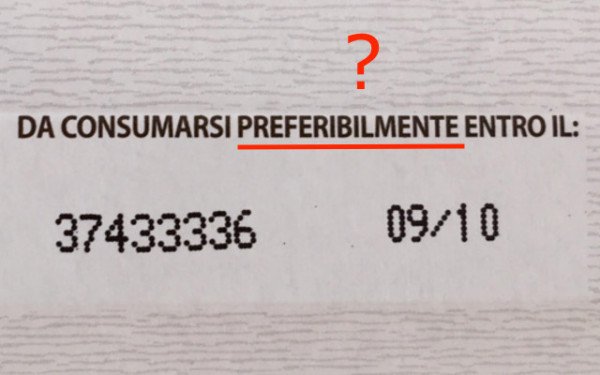 ?
DA CONSUMARSI PREFERIBILMENTE ENTRO IL:
37433336 09/10